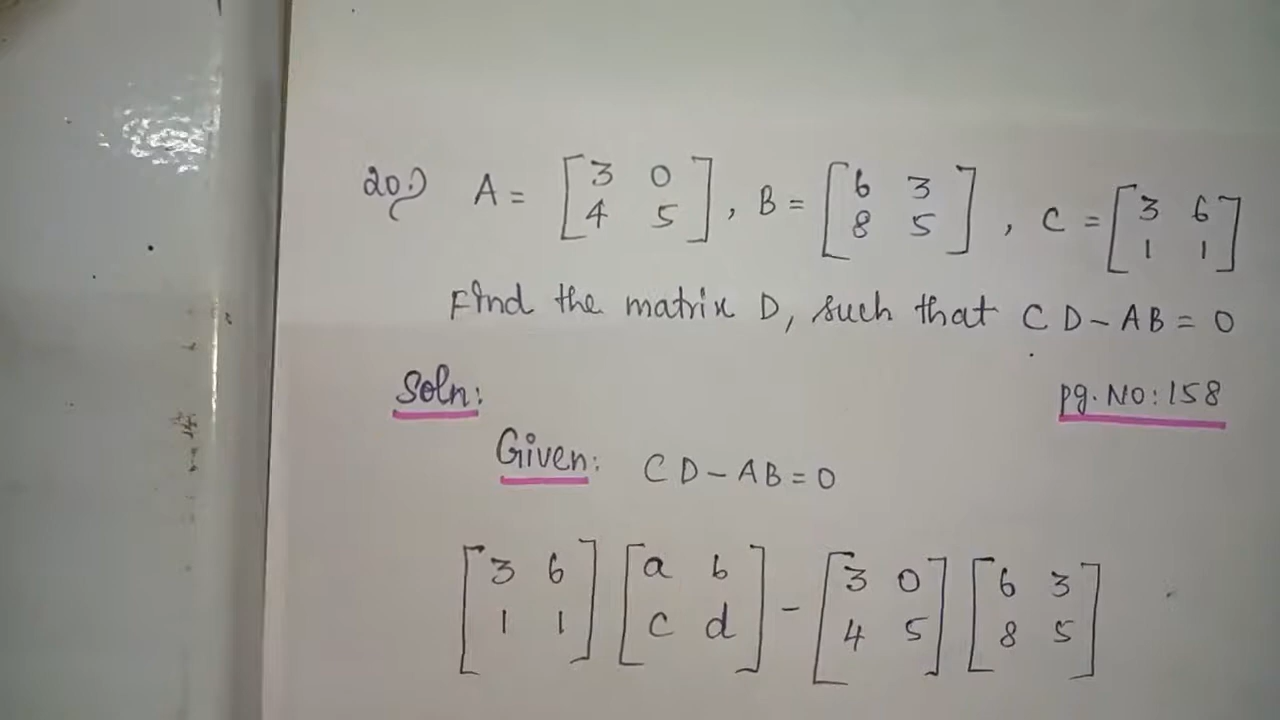 20.) A = [3 0 4 5], B = [6 3 8 5], C = [3 6 1 1]
Find the matrix D, such that CD - AB = 0
Soln:
pg. No: 158
Given: CD - AB = 0
[3 6 1 1] [a b c d] - [3 0 4 5] [6 3 8 5]